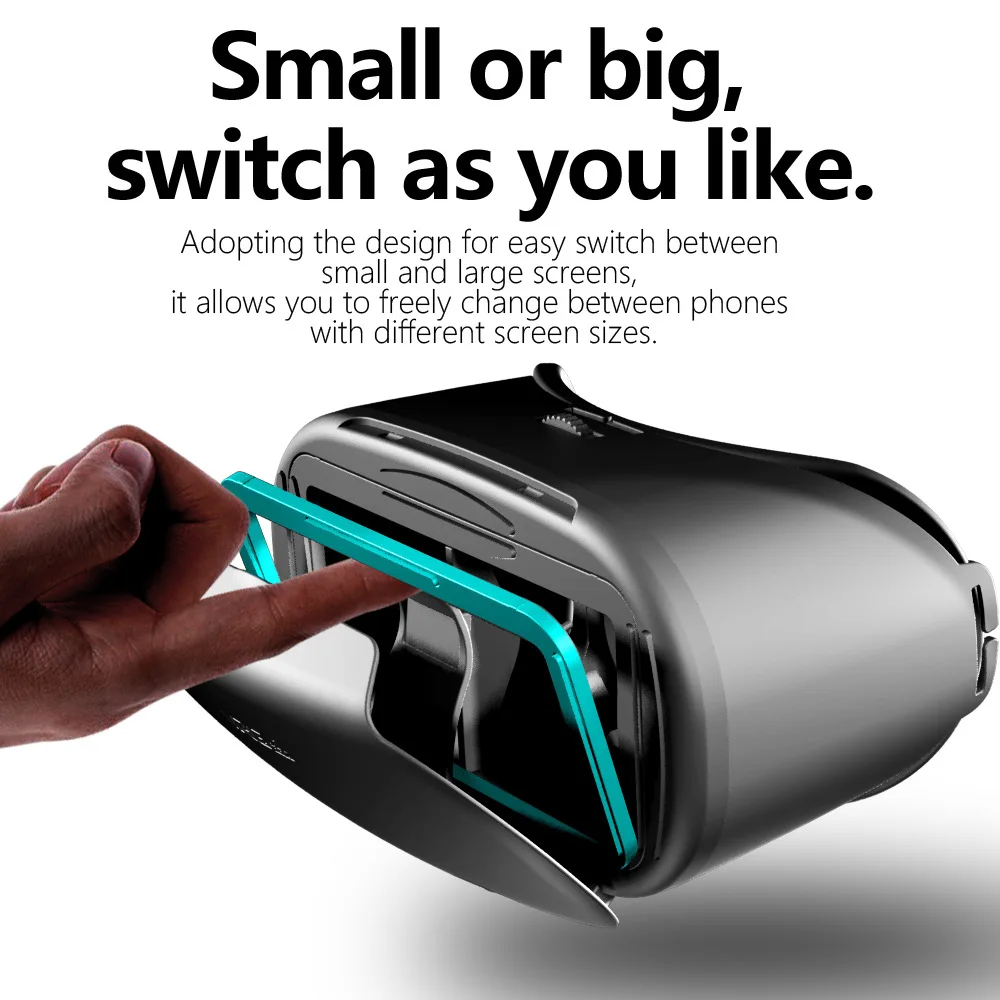 Small or big,
switch as you like.
Adopting the design for easy switch between
small and large screens,
it allows you to freely change between phones
with different screen sizes.